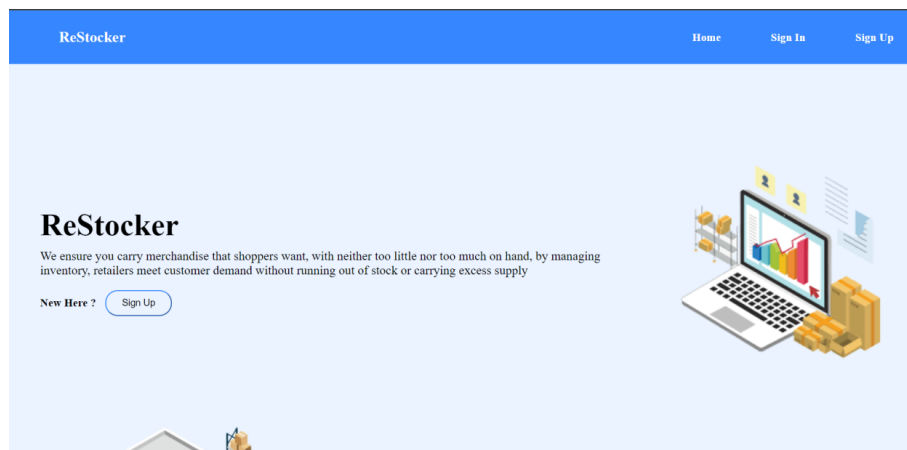 ReStocker
Home
Sign In
Sign Up
ReStocker
We ensure you carry merchandise that shoppers want, with neither too little nor too much on hand, by managing
inventory, retailers meet customer demand without running out of stock or carrying excess supply
New Here ?
Sign Up